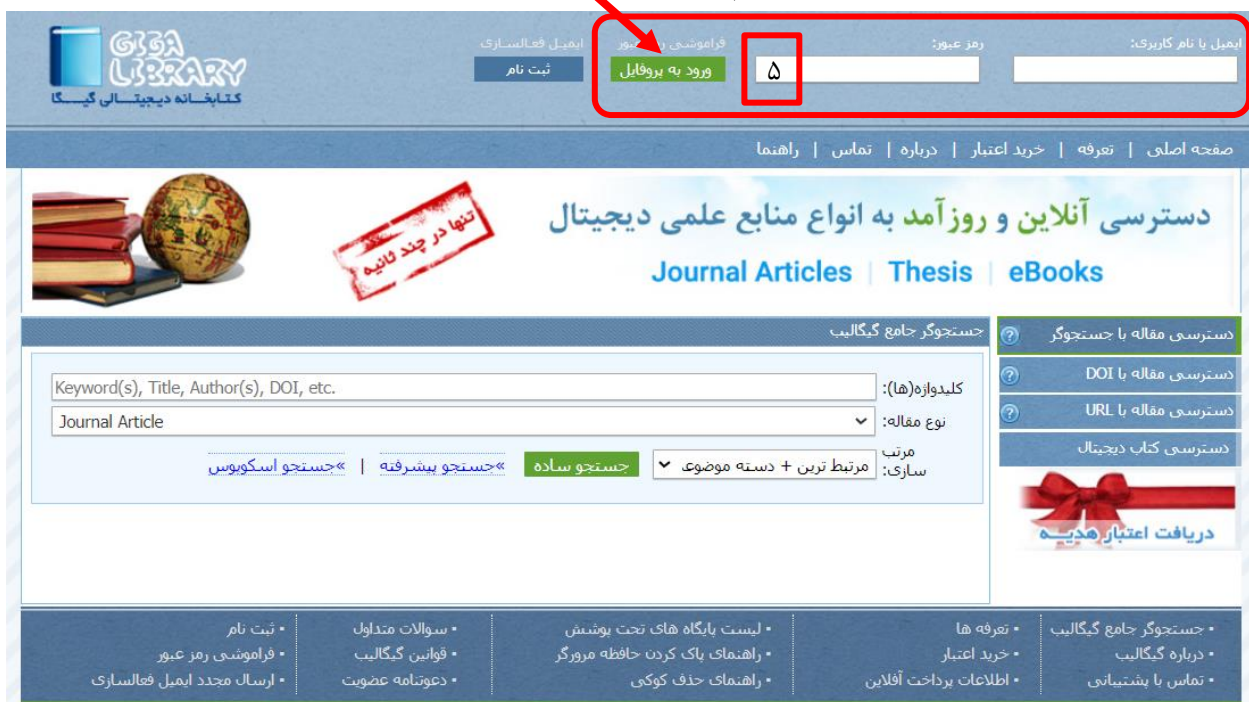 ایمیل یا نام کاربری:
رمز عبور:
فراموشی رمز عبور
ایمیل فعالسازی
۵
ورود به پروفایل
ثبت نام
GIGA
LIBRARY
کتابخانه دیجیتالی گیگا
صفحه اصلی | تعرفه | خرید اعتبار | درباره | تماس | راهنما
دسترسی آنلاین و روزآمد به انواع منابع علمی دیجیتال
Journal Articles | Thesis | eBooks
تنها در چند ثانیه
دسترسی مقاله با جستجوگر
دسترسی مقاله با DOI
دسترسی مقاله با URL
دسترسی کتاب دیجیتال
دریافت اعتبار هدیه
جستجوگر جامع گیگالیب
کلیدواژه(ها):
Keyword(s), Title, Author(s), DOI, etc.
نوع مقاله:
Journal Article
مرتب سازی:
مرتبط ترین + دسته موضوعی
جستجو ساده
»جستجو پیشرفته | »جستجو اسکوپوس
• جستجوگر جامع گیگالیب
• درباره گیگالیب
• تماس با پشتیبانی
• تعرفه ها
• خرید اعتبار
• اطلاعات پرداخت آفلاین
• لیست پایگاه های تحت پوشش
• راهنمای پاک کردن حافظه مرورگر
• راهنمای حذف کوکی
• سوالات متداول
• قوانین گیگالیب
• دعوتنامه عضویت
• ثبت نام
• فراموشی رمز عبور
• ارسال مجدد ایمیل فعالسازی